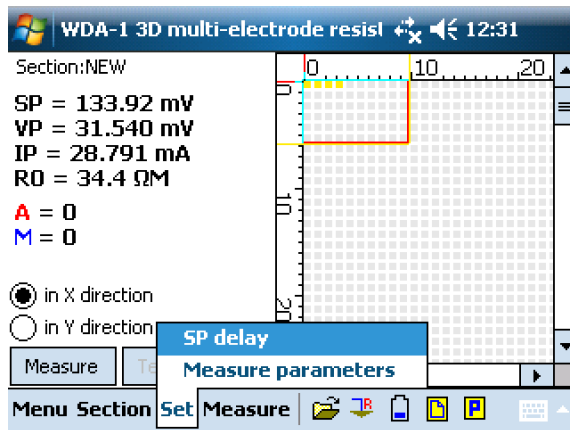 WDA-1 3D multi-electrode resist 12:31
Section:NEW
SP = 133.92 mV
VP = 31.540 mV
IP = 28.791 mA
R0 = 34.4 ΩM
A = 0
M = 0
in X direction
in Y direction
0 10 20
0
10
20
SP delay
Measure parameters
Measure Te
Menu Section Set Measure R P